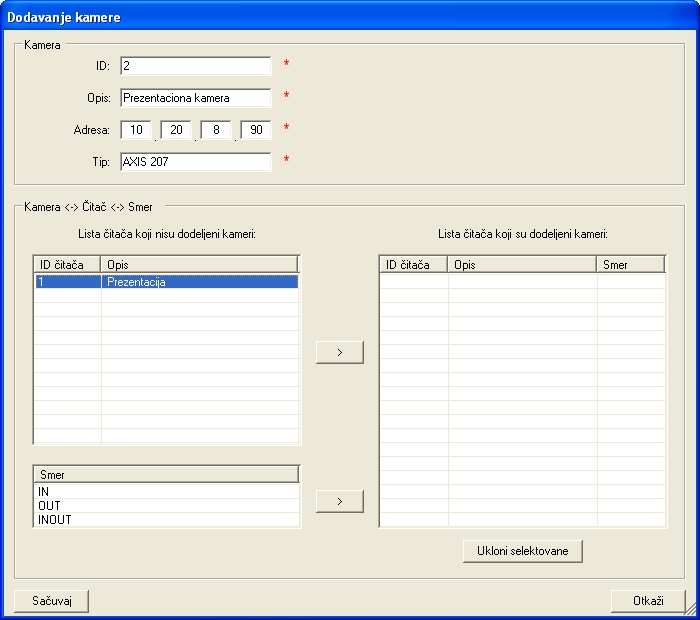 Dodavanje kamere
Kamera
ID: 2 *
Opis: Prezentaciona kamera *
Adresa: 10 . 20 . 8 . 90 *
Tip: AXIS 207 *
Kamera <-> Čitač <-> Smer
Lista čitača koji nisu dodeljeni kameri:
ID čitača Opis
1 Prezentacija
>
Smer
IN
OUT
INOUT
>
Lista čitača koji su dodeljeni kameri:
ID čitača Opis Smer
Ukloni selektovane
Sačuvaj
Otkaži